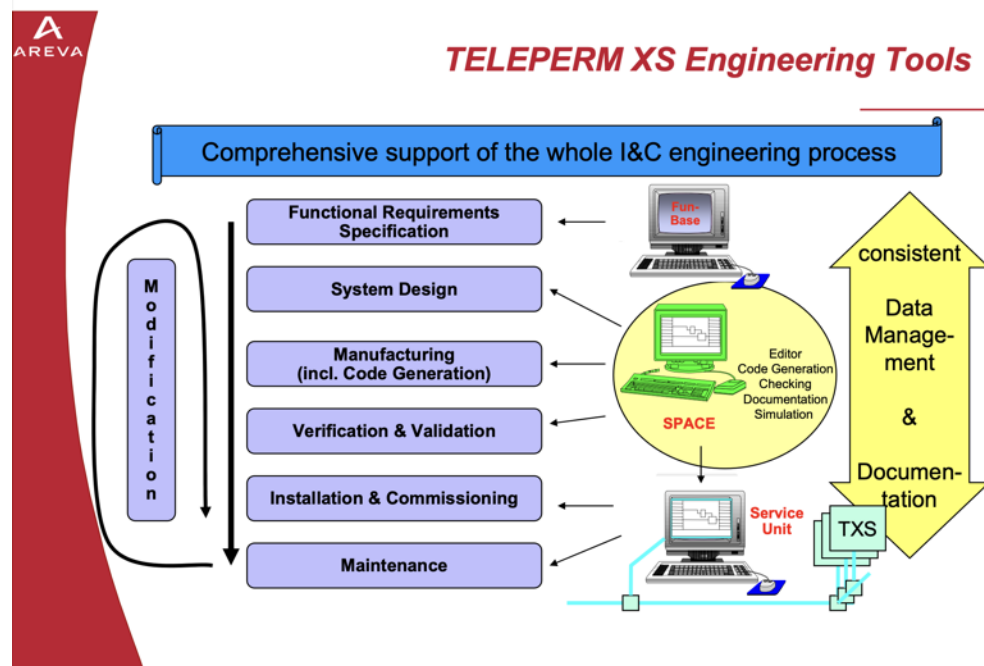 AREVA
TELEPERM XS Engineering Tools
Comprehensive support of the whole I&C engineering process
Modification
Functional Requirements
Specification
System Design
Manufacturing
(incl. Code Generation)
Verification & Validation
Installation & Commissioning
Maintenance
Fun-
Base
Editor
Code Generation
Checking
Documentation
Simulation
SPACE
Service
Unit
consistent
Data
Manage-
ment
&
Documen-
tation
TXS